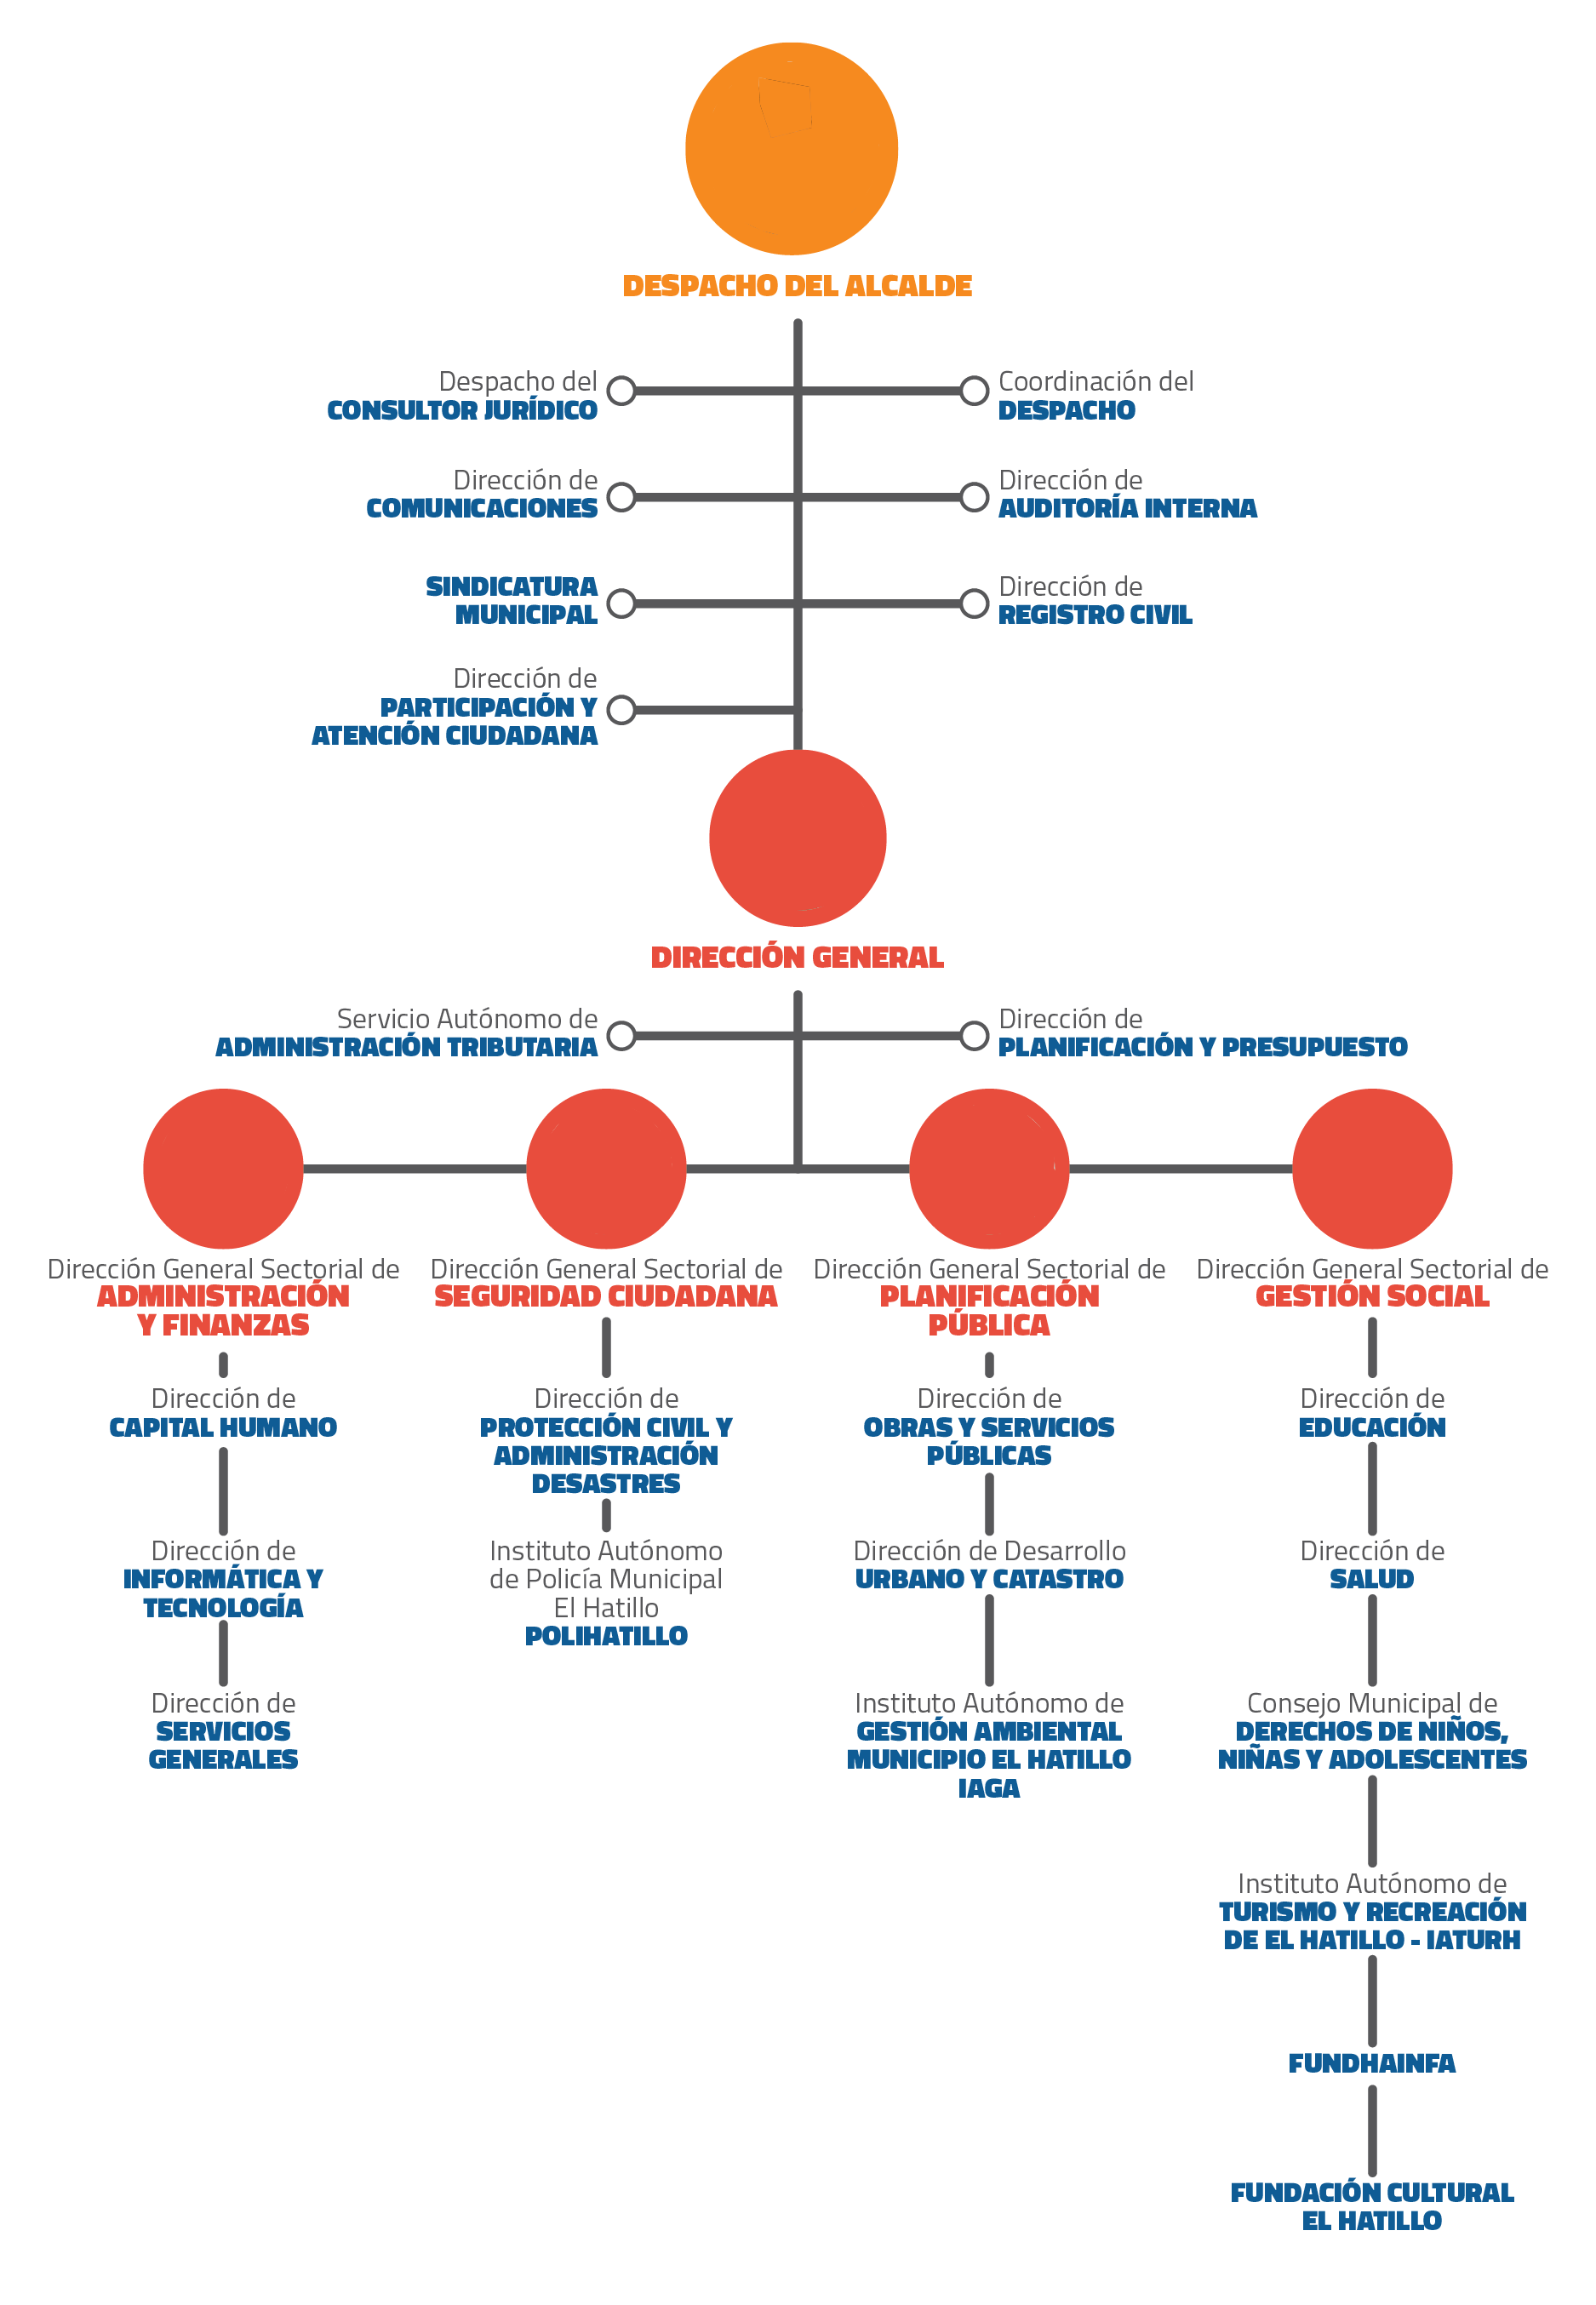 DESPACHO DEL ALCALDE
Despacho del
CONSULTOR JURÍDICO
Coordinación del
DESPACHO
Dirección de
COMUNICACIONES
Dirección de
AUDITORÍA INTERNA
SINDICATURA
MUNICIPAL
Dirección de
REGISTRO CIVIL
Dirección de
PARTICIPACIÓN Y
ATENCIÓN CIUDADANA
DIRECCIÓN GENERAL
Servicio Autónomo de
ADMINISTRACIÓN TRIBUTARIA
Dirección de
PLANIFICACIÓN Y PRESUPUESTO
Dirección General Sectorial de
ADMINISTRACIÓN
Y FINANZAS
Dirección de
CAPITAL HUMANO
Dirección de
INFORMÁTICA Y
TECNOLOGÍA
Dirección de
SERVICIOS
GENERALES
Dirección General Sectorial de
SEGURIDAD CIUDADANA
Dirección de
PROTECCIÓN CIVIL Y
ADMINISTRACIÓN
DESASTRES
Instituto Autónomo
de Policía Municipal
El Hatillo
POLIHATILLO
Dirección General Sectorial de
PLANIFICACIÓN
PÚBLICA
Dirección de
OBRAS Y SERVICIOS
PÚBLICAS
Dirección de Desarrollo
URBANO Y CATASTRO
Instituto Autónomo de
GESTIÓN AMBIENTAL
MUNICIPIO EL HATILLO
IAGA
Dirección General Sectorial de
GESTIÓN SOCIAL
Dirección de
EDUCACIÓN
Dirección de
SALUD
Consejo Municipal de
DERECHOS DE NIÑOS,
NIÑAS Y ADOLESCENTES
Instituto Autónomo de
TURISMO Y RECREACIÓN
DE EL HATILLO - IATURH
FUNDHAINFA
FUNDACIÓN CULTURAL
EL HATILLO